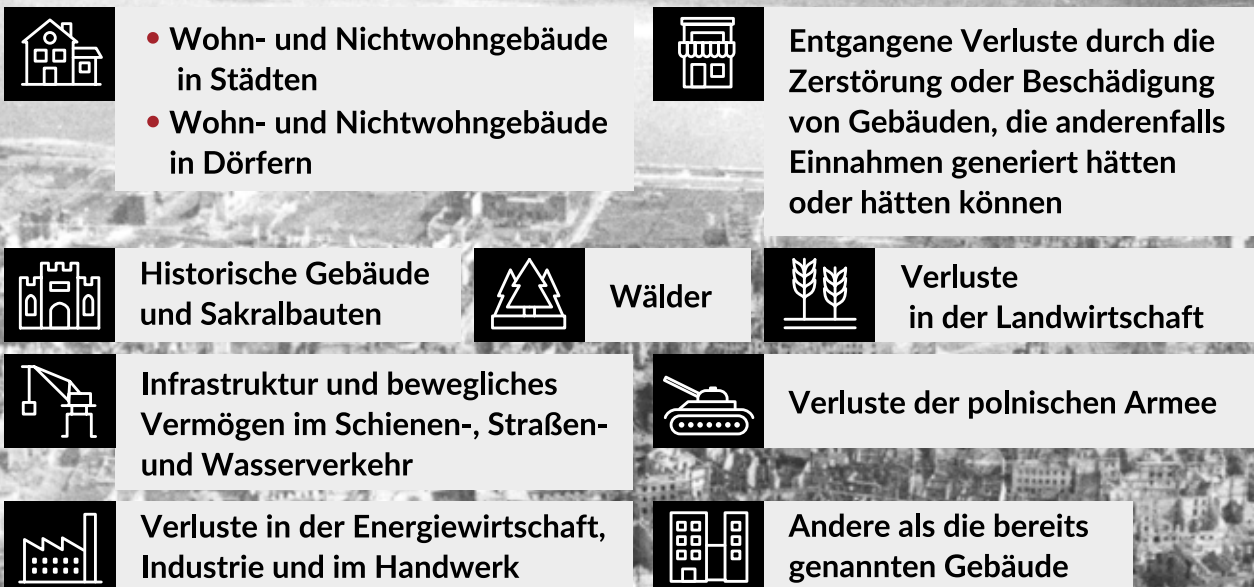 • Wohn- und Nichtwohngebäude
in Städten
• Wohn- und Nichtwohngebäude
in Dörfern
Entgangene Verluste durch die
Zerstörung oder Beschädigung
von Gebäuden, die anderenfalls
Einnahmen generiert hätten
oder hätten können
Historische Gebäude
und Sakralbauten
Wälder
Verluste
in der Landwirtschaft
Infrastruktur und bewegliches
Vermögen im Schienen-, Straßen-
und Wasserverkehr
Verluste der polnischen Armee
Verluste in der Energiewirtschaft,
Industrie und im Handwerk
Andere als die bereits
genannten Gebäude